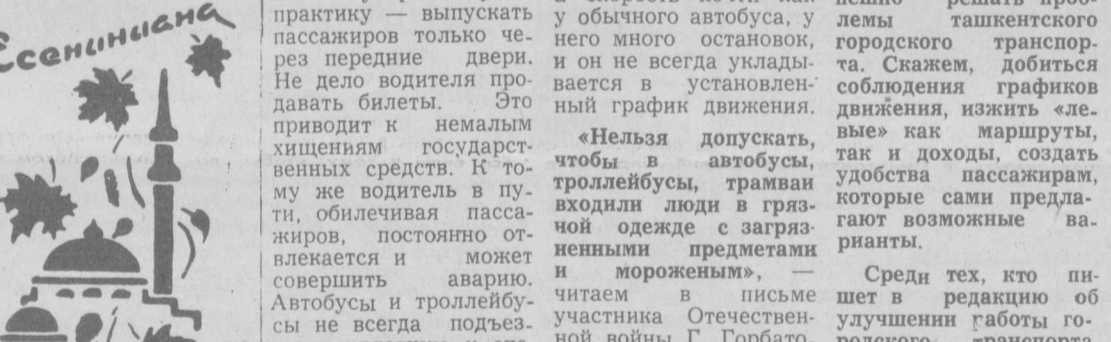 Есениниана
практику — выпускать
пассажиров только че-
рез передние двери.
Не дело водителя про-
давать билеты. Это
приводит к немалым
хищениям государст-
венных средств. К то-
му же водитель в пу-
ти, обилечивая пасса-
жиров, постоянно от-
влекается и может
совершить аварию.
Автобусы и троллейбу-
сы не всегда подъез-
у обычного автобуса, у
него много остановок,
и он не всегда уклады-
вается в установлен-
ный график движения.
«Нельзя допускать,
чтобы в автобусы,
троллейбусы, трамваи
входили люди в гряз-
ной одежде с загряз-
ненными предметами
и мороженым», —
читаем в письме
участника Отечествен-
ной войны Г. Горбато-
решать проб-
лемы ташкентского
городского транспор-
та. Скажем, добиться
соблюдения графиков
движения, изжить «ле-
вые» как маршруты,
так и доходы, создать
удобства пассажирам,
которые сами предла-
гают возможные ва-
рианты.
Среди тех, кто пи-
шет в редакцию об
улучшении работы го-
родского транспорта,